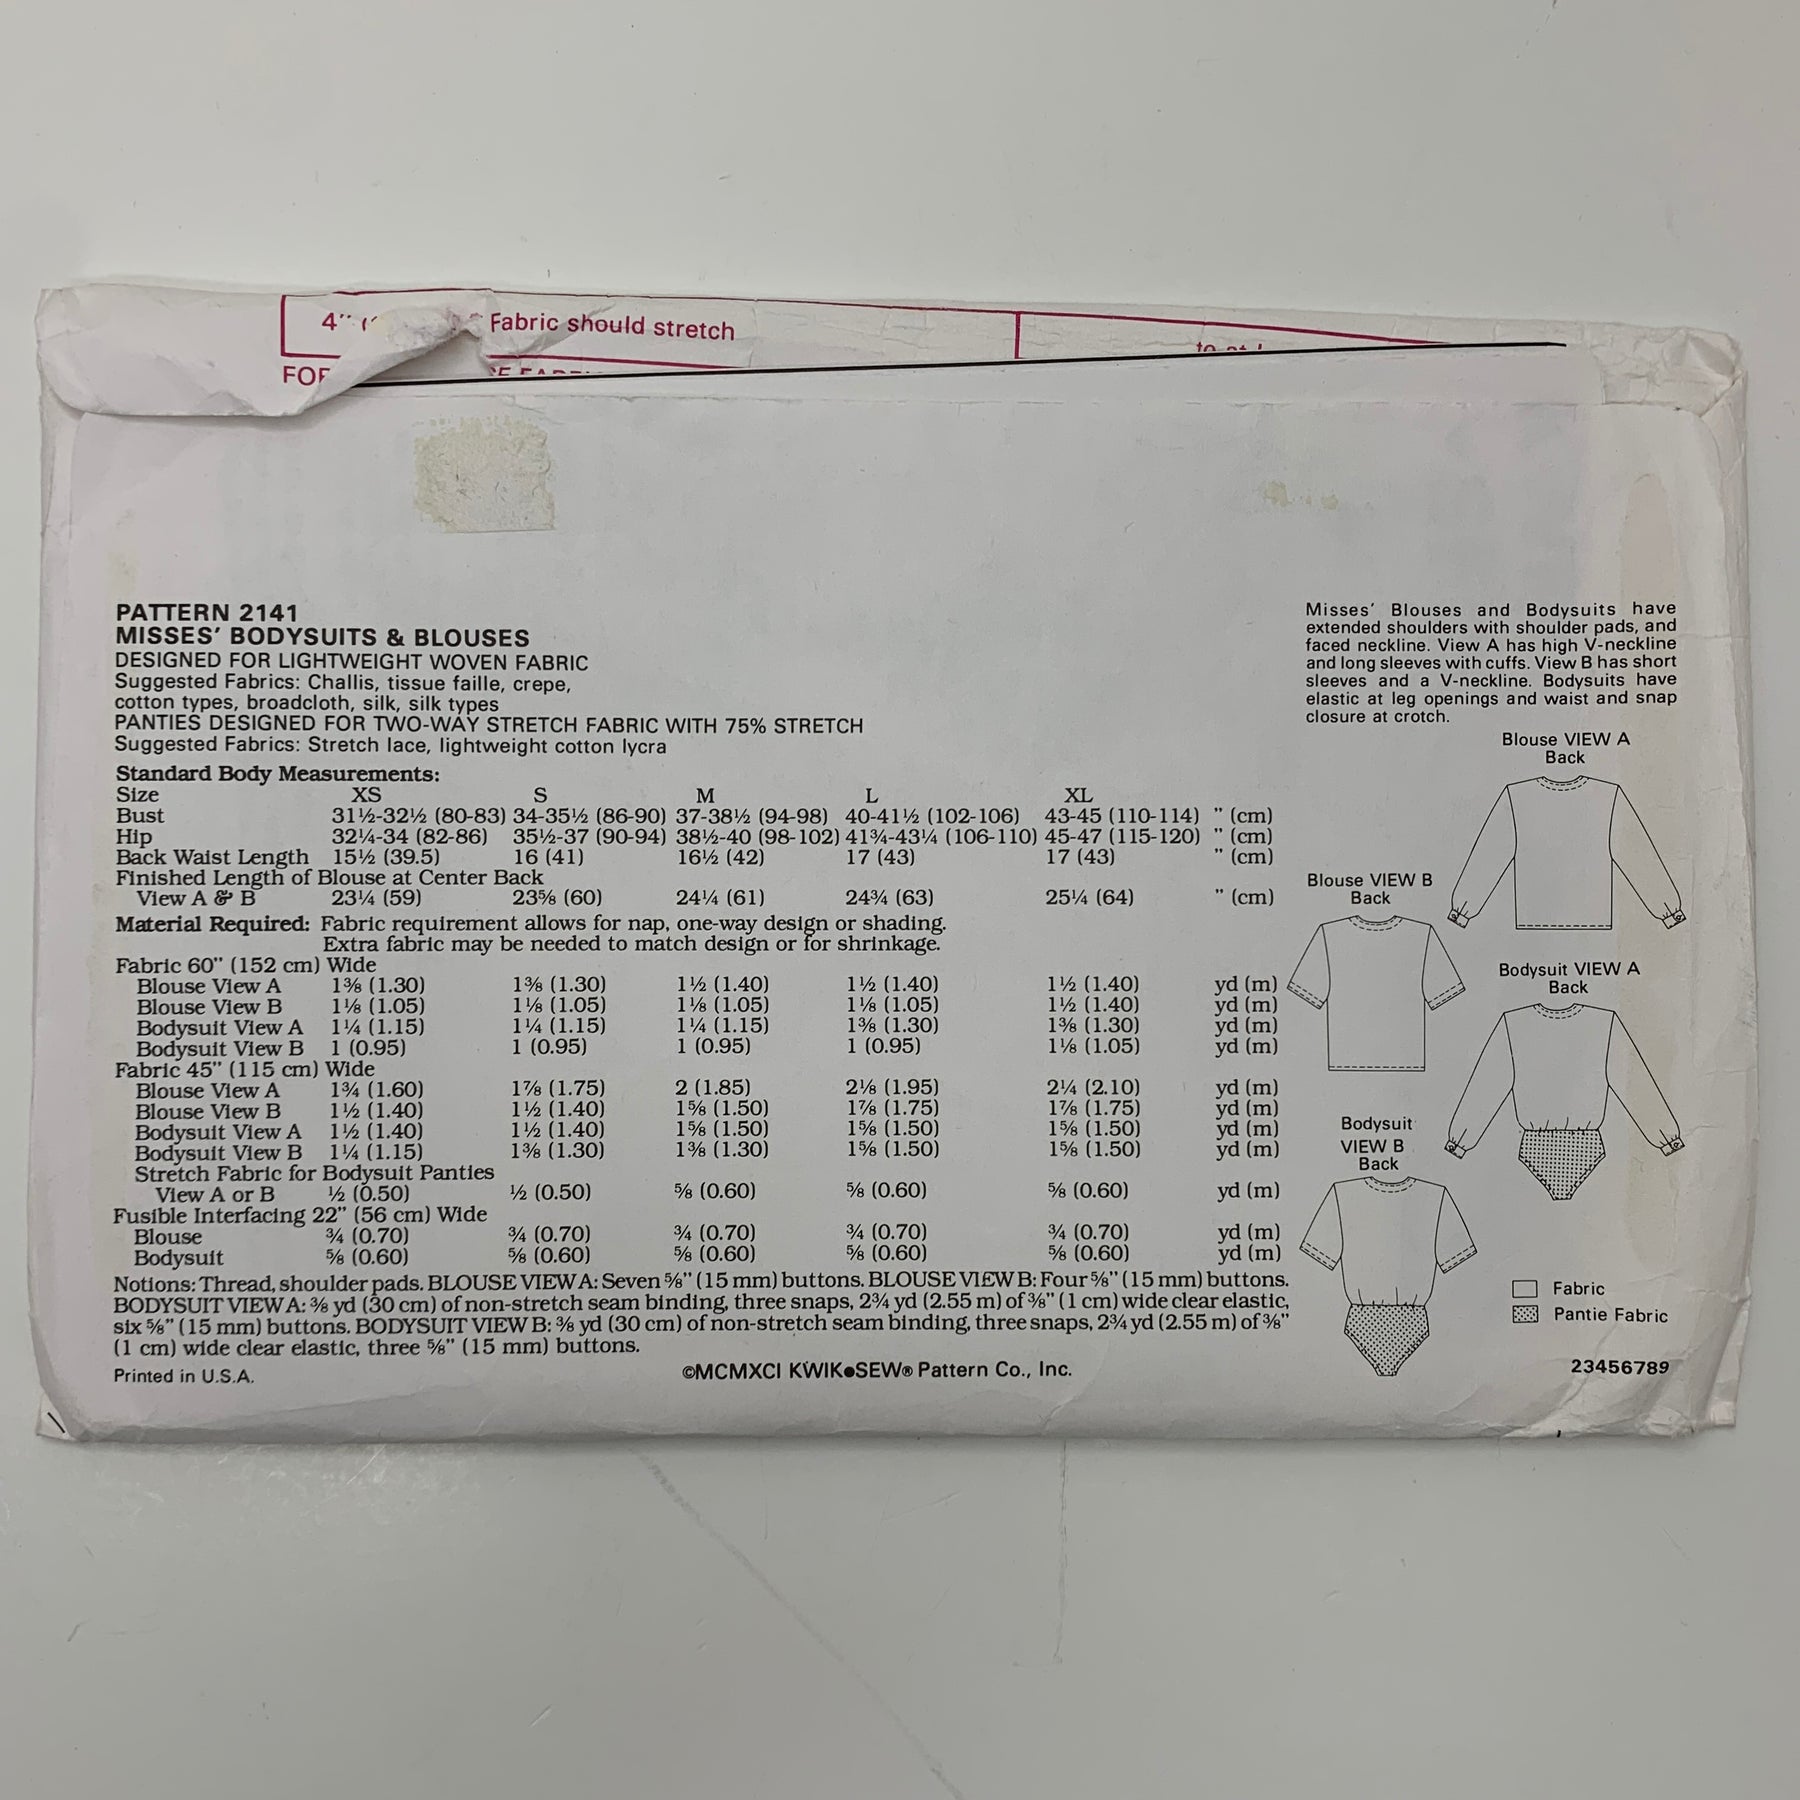 4" Fabric should stretch
FOR
PATTERN 2141
MISSES' BODYSUITS & BLOUSES
DESIGNED FOR LIGHTWEIGHT WOVEN FABRIC
Suggested Fabrics: Challis, tissue faille, crepe,
cotton types, broadcloth, silk, silk types
PANTIES DESIGNED FOR TWO-WAY STRETCH FABRIC WITH 75% STRETCH
Suggested Fabrics: Stretch lace, lightweight cotton lycra
Standard Body Measurements:
Size XS S M L XL
Bust 31½-32½ (80-83) 34-35½ (86-90) 37-38½ (94-98) 40-41½ (102-106) 43-45 (110-114) " (cm)
Hip 32¼-34 (82-86) 35½-37 (90-94) 38½-40 (98-102) 41¾-43¼ (106-110) 45-47 (115-120) " (cm)
Back Waist Length 15½ (39.5) 16 (41) 16½ (42) 17 (43) 17 (43) " (cm)
Finished Length of Blouse at Center Back
View A & B 23¼ (59) 23⅝ (60) 24¼ (61) 24¾ (63) 25¼ (64) " (cm)
Material Required: Fabric requirement allows for nap, one-way design or shading.
Extra fabric may be needed to match design or for shrinkage.
Fabric 60" (152 cm) Wide
Blouse View A 1⅜ (1.30) 1⅜ (1.30) 1½ (1.40) 1½ (1.40) 1½ (1.40) yd (m)
Blouse View B 1⅛ (1.05) 1⅛ (1.05) 1⅛ (1.05) 1⅛ (1.05) 1½ (1.40) yd (m)
Bodysuit View A 1¼ (1.15) 1¼ (1.15) 1¼ (1.15) 1⅜ (1.30) 1⅜ (1.30) yd (m)
Bodysuit View B 1 (0.95) 1 (0.95) 1 (0.95) 1 (0.95) 1⅛ (1.05) yd (m)
Fabric 45" (115 cm) Wide
Blouse View A 1¾ (1.60) 1⅞ (1.75) 2 (1.85) 2⅛ (1.95) 2¼ (2.10) yd (m)
Blouse View B 1½ (1.40) 1½ (1.40) 1⅝ (1.50) 1⅞ (1.75) 1⅞ (1.75) yd (m)
Bodysuit View A 1½ (1.40) 1½ (1.40) 1⅝ (1.50) 1⅝ (1.50) 1⅝ (1.50) yd (m)
Bodysuit View B 1¼ (1.15) 1⅜ (1.30) 1⅜ (1.30) 1⅝ (1.50) 1⅝ (1.50) yd (m)
Stretch Fabric for Bodysuit Panties
View A or B ½ (0.50) ½ (0.50) ⅝ (0.60) ⅝ (0.60) ⅝ (0.60) yd (m)
Fusible Interfacing 22" (56 cm) Wide
Blouse ¾ (0.70) ¾ (0.70) ¾ (0.70) ¾ (0.70) ¾ (0.70) yd (m)
Bodysuit ⅝ (0.60) ⅝ (0.60) ⅝ (0.60) ⅝ (0.60) ⅝ (0.60) yd (m)
Notions: Thread, shoulder pads. BLOUSE VIEW A: Seven ⅝" (15 mm) buttons. BLOUSE VIEW B: Four ⅝" (15 mm) buttons.
BODYSUIT VIEW A: ⅜ yd (30 cm) of non-stretch seam binding, three snaps, 2¾ yd (2.55 m) of ⅜" (1 cm) wide clear elastic,
six ⅝" (15 mm) buttons. BODYSUIT VIEW B: ⅜ yd (30 cm) of non-stretch seam binding, three snaps, 2¾ yd (2.55 m) of ⅜"
(1 cm) wide clear elastic, three ⅝" (15 mm) buttons.
Printed in U.S.A.
©MCMXCI KWIK•SEW® Pattern Co., Inc.
Misses' Blouses and Bodysuits have
extended shoulders with shoulder pads, and
faced neckline. View A has high V-neckline
and long sleeves with cuffs. View B has short
sleeves and a V-neckline. Bodysuits have
elastic at leg openings and waist and snap
closure at crotch.
Blouse VIEW A
Back
Blouse VIEW B
Back
Bodysuit VIEW A
Back
Bodysuit
VIEW B
Back
Fabric
Pantie Fabric
23456789